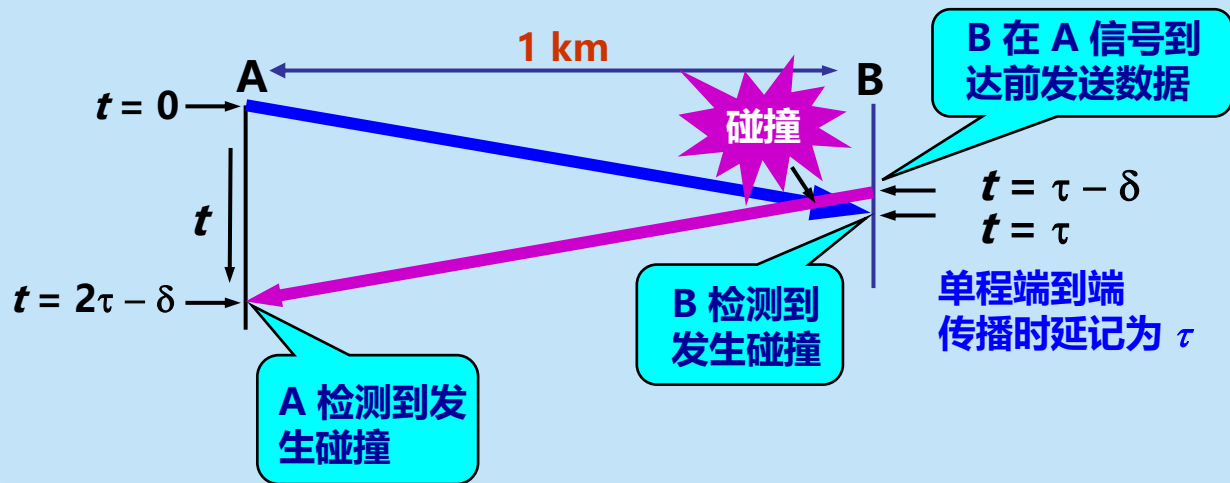 1 km
A
B
B 在 A 信号到
达前发送数据
t = 0
碰撞
t = τ – δ
t = τ
t
t = 2τ – δ
B 检测到
发生碰撞
单程端到端
传播时延记为 τ
A 检测到发
生碰撞